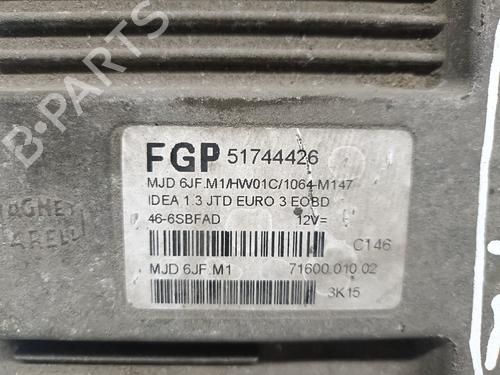 B-PARTS
FGP 51744426
MJD 6JF.M1/HW01C/1064-M147
IDEA 1.3 JTD EURO 3 EOBD
46-6SBFAD 12V=
C146
MJD 6JF.M1 71600.010 02
3K15